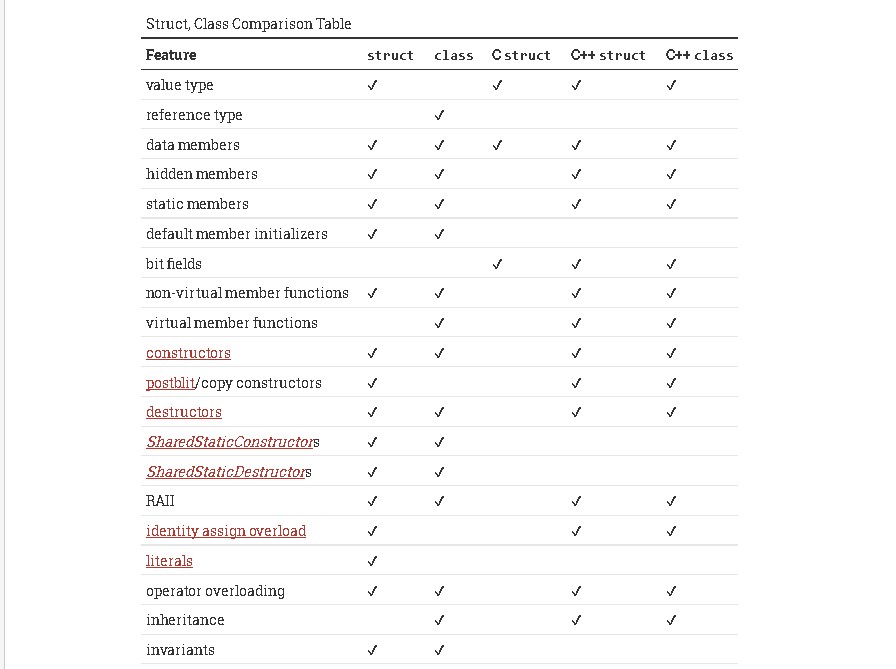 Struct, Class Comparison Table
Feature struct class C struct C++ struct C++ class
value type ✓ ✓ ✓ ✓
reference type ✓
data members ✓ ✓ ✓ ✓ ✓
hidden members ✓ ✓ ✓ ✓
static members ✓ ✓ ✓ ✓
default member initializers ✓ ✓
bit fields ✓ ✓ ✓
non-virtual member functions ✓ ✓ ✓ ✓
virtual member functions ✓ ✓ ✓
constructors ✓ ✓ ✓ ✓
postblit/copy constructors ✓ ✓ ✓
destructors ✓ ✓ ✓ ✓
SharedStaticConstructors ✓ ✓
SharedStaticDestructors ✓ ✓
RAII ✓ ✓ ✓ ✓
identity assign overload ✓ ✓ ✓
literals ✓
operator overloading ✓ ✓ ✓ ✓
inheritance ✓ ✓ ✓
invariants ✓ ✓